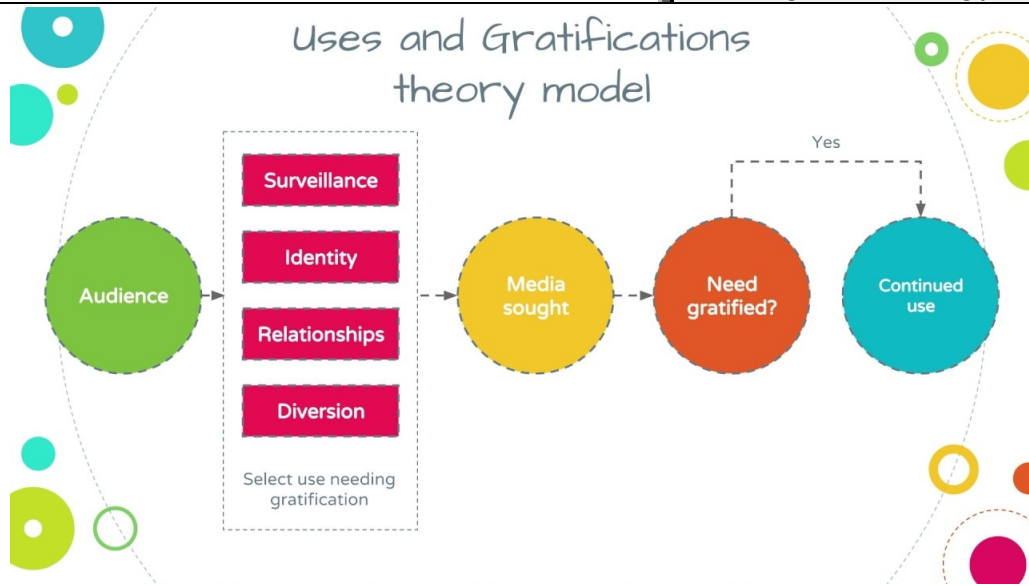 Uses and Gratifications
theory model
Yes
Surveillance
Identity
Relationships
Diversion
Select use needing
gratification
Audience
Media
sought
Need
gratified?
Continued
use